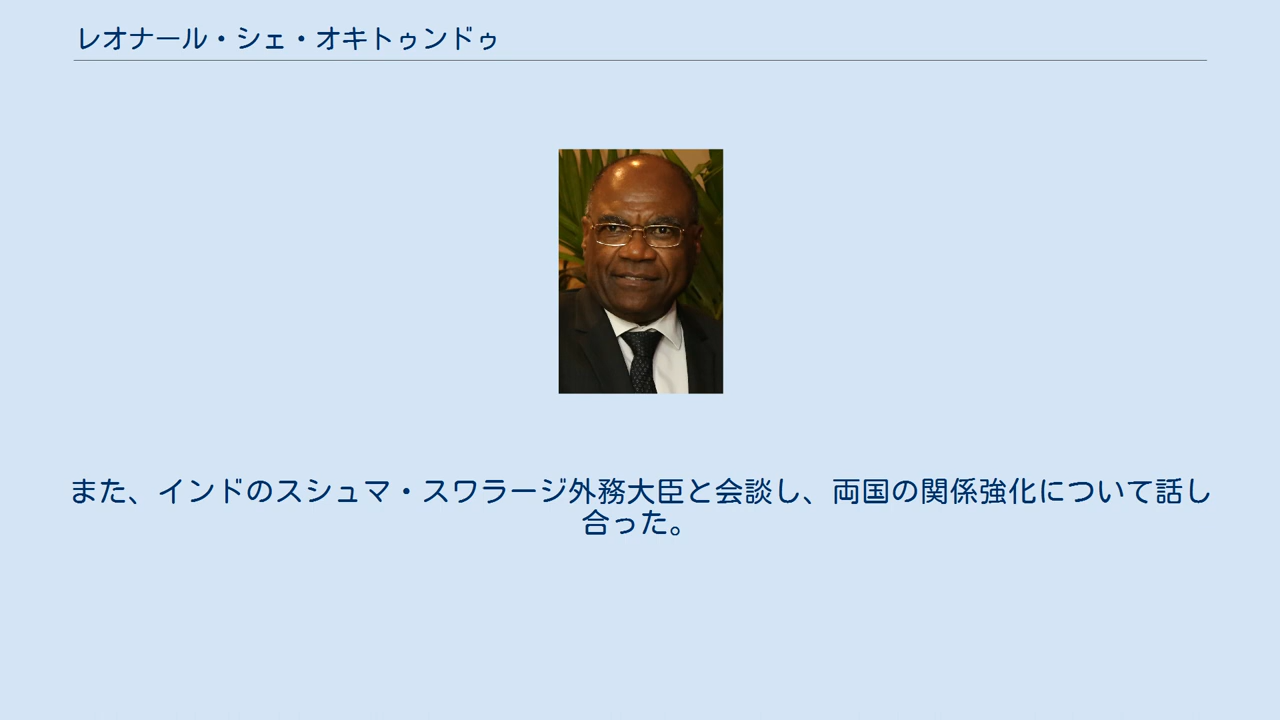 レオナール・シェ・オキトゥンドゥ
また、インドのスシュマ・スワラージ外務大臣と会談し、両国の関係強化について話し
合った。